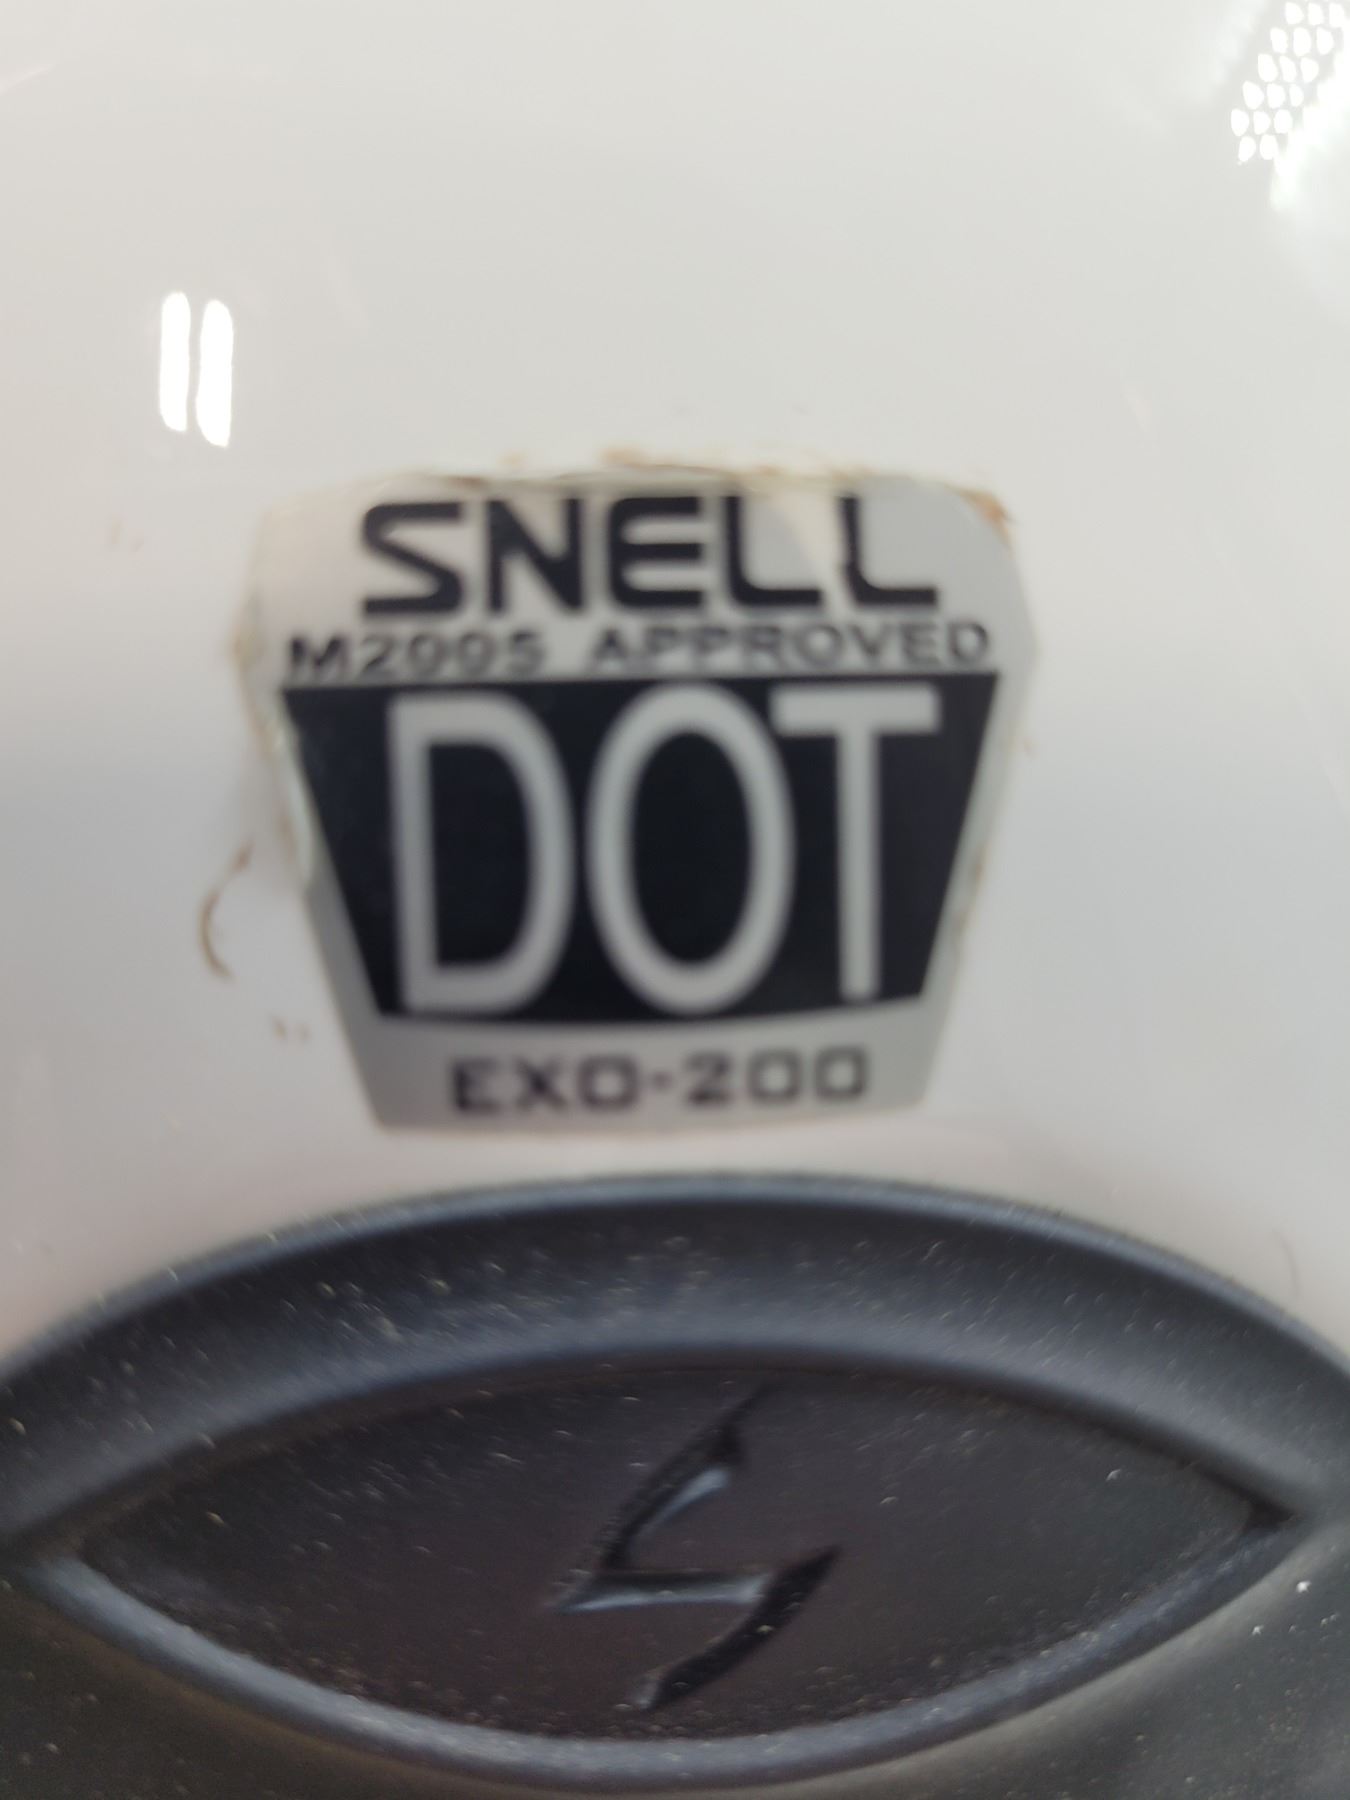 SNELL
M2005 APPROVED
DOT
EXO-200